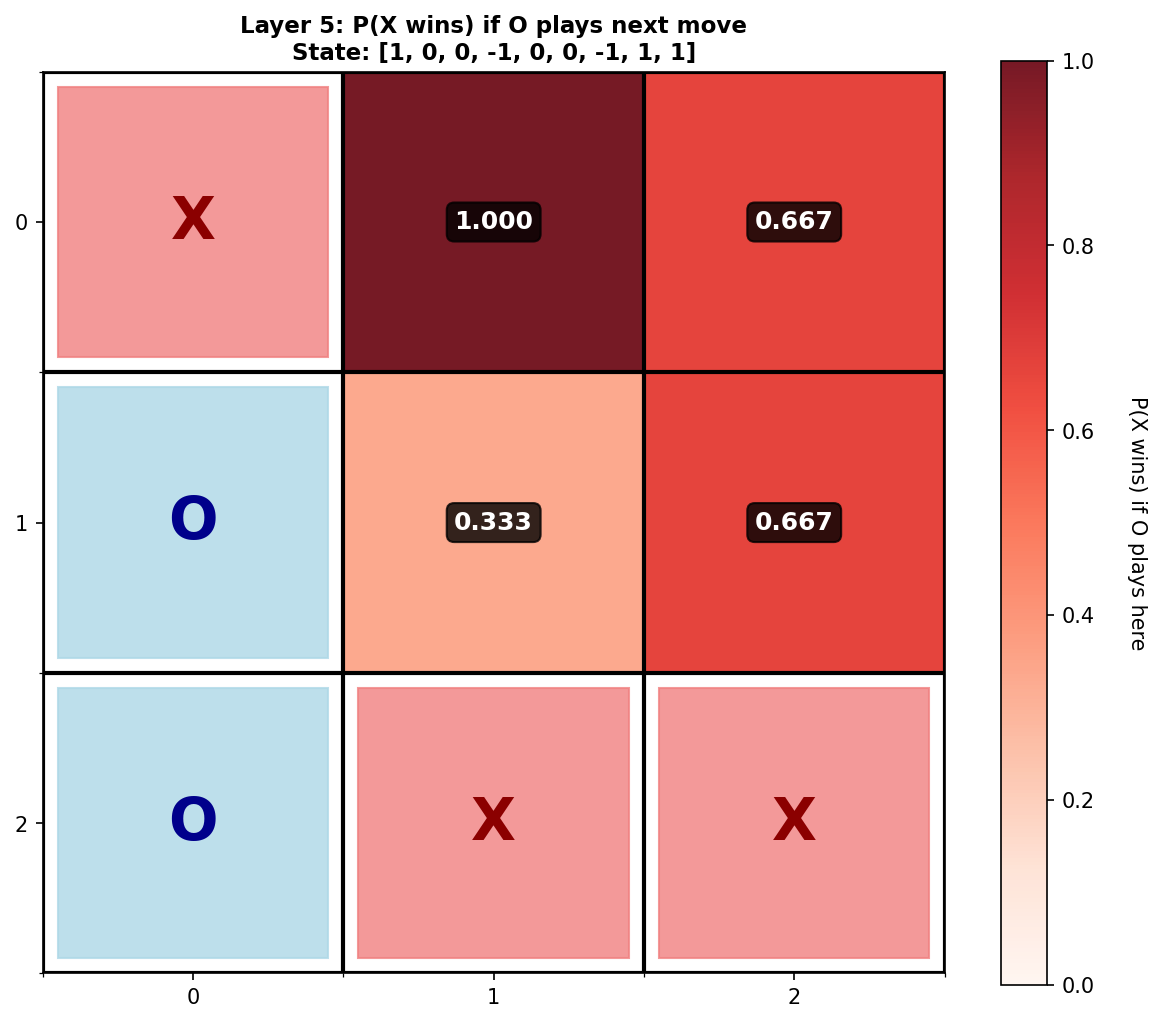 Layer 5: P(X wins) if O plays next move
State: [1, 0, 0, -1, 0, 0, -1, 1, 1]
0
X
1.000
0.667
1
O
0.333
0.667
2
O
X
X
0
1
2
1.0
0.8
0.6
0.4
0.2
0.0
P(X wins) if O plays here